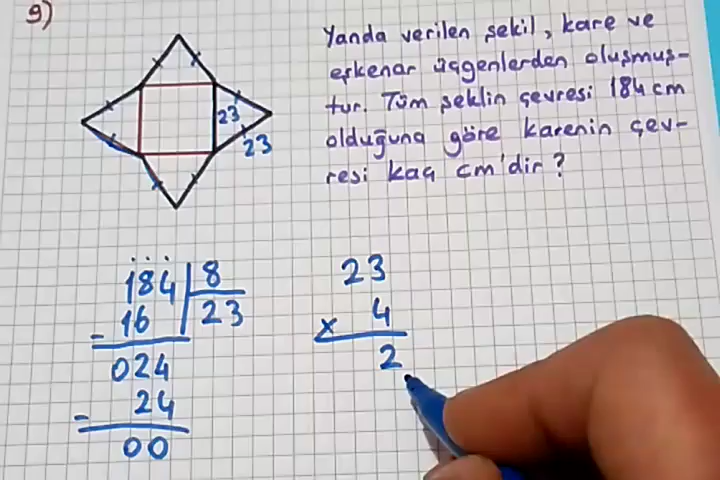 9)
Yanda verilen şekil, kare ve
eşkenar üçgenlerden oluşmuş-
tur. Tüm şeklin çevresi 184 cm
olduğuna göre karenin çev-
resi kaç cm'dir?
23
23
184 | 8
- 16 | 23
024
- 24
00
23
x 4
2